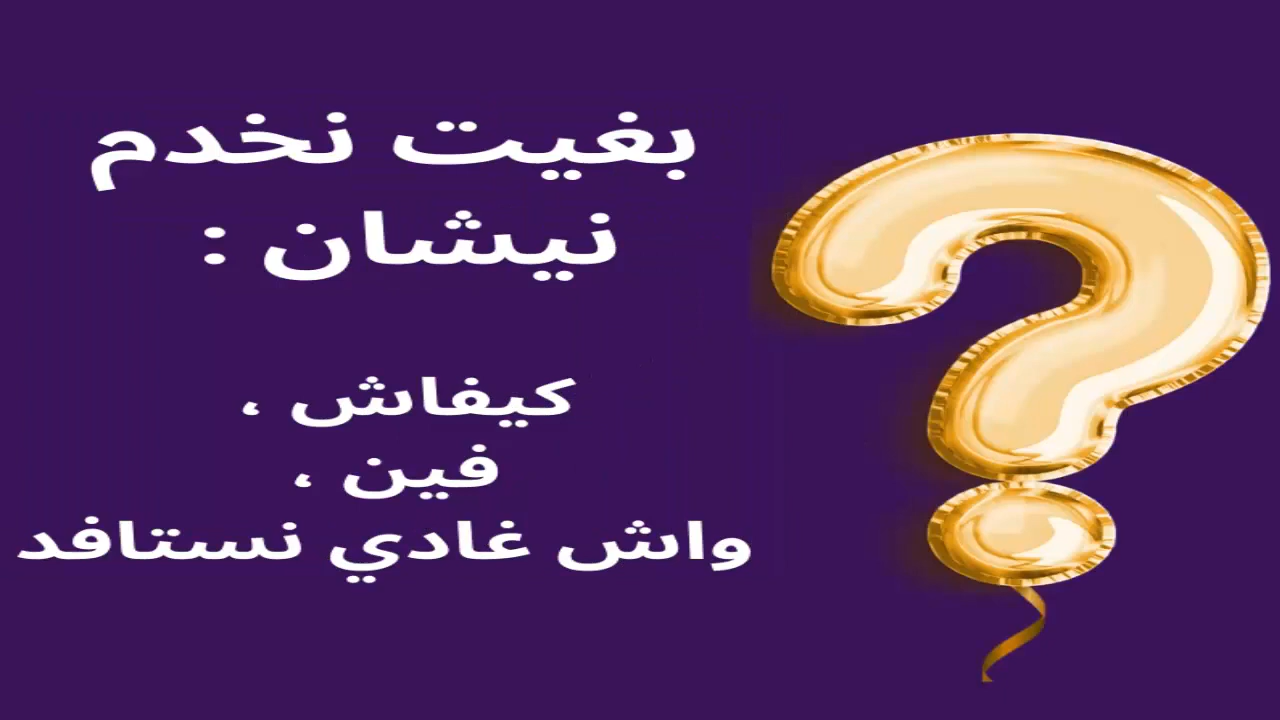 بغيت نخدم
نيشان :
كيفاش ،
فين ،
واش غادي نستافد